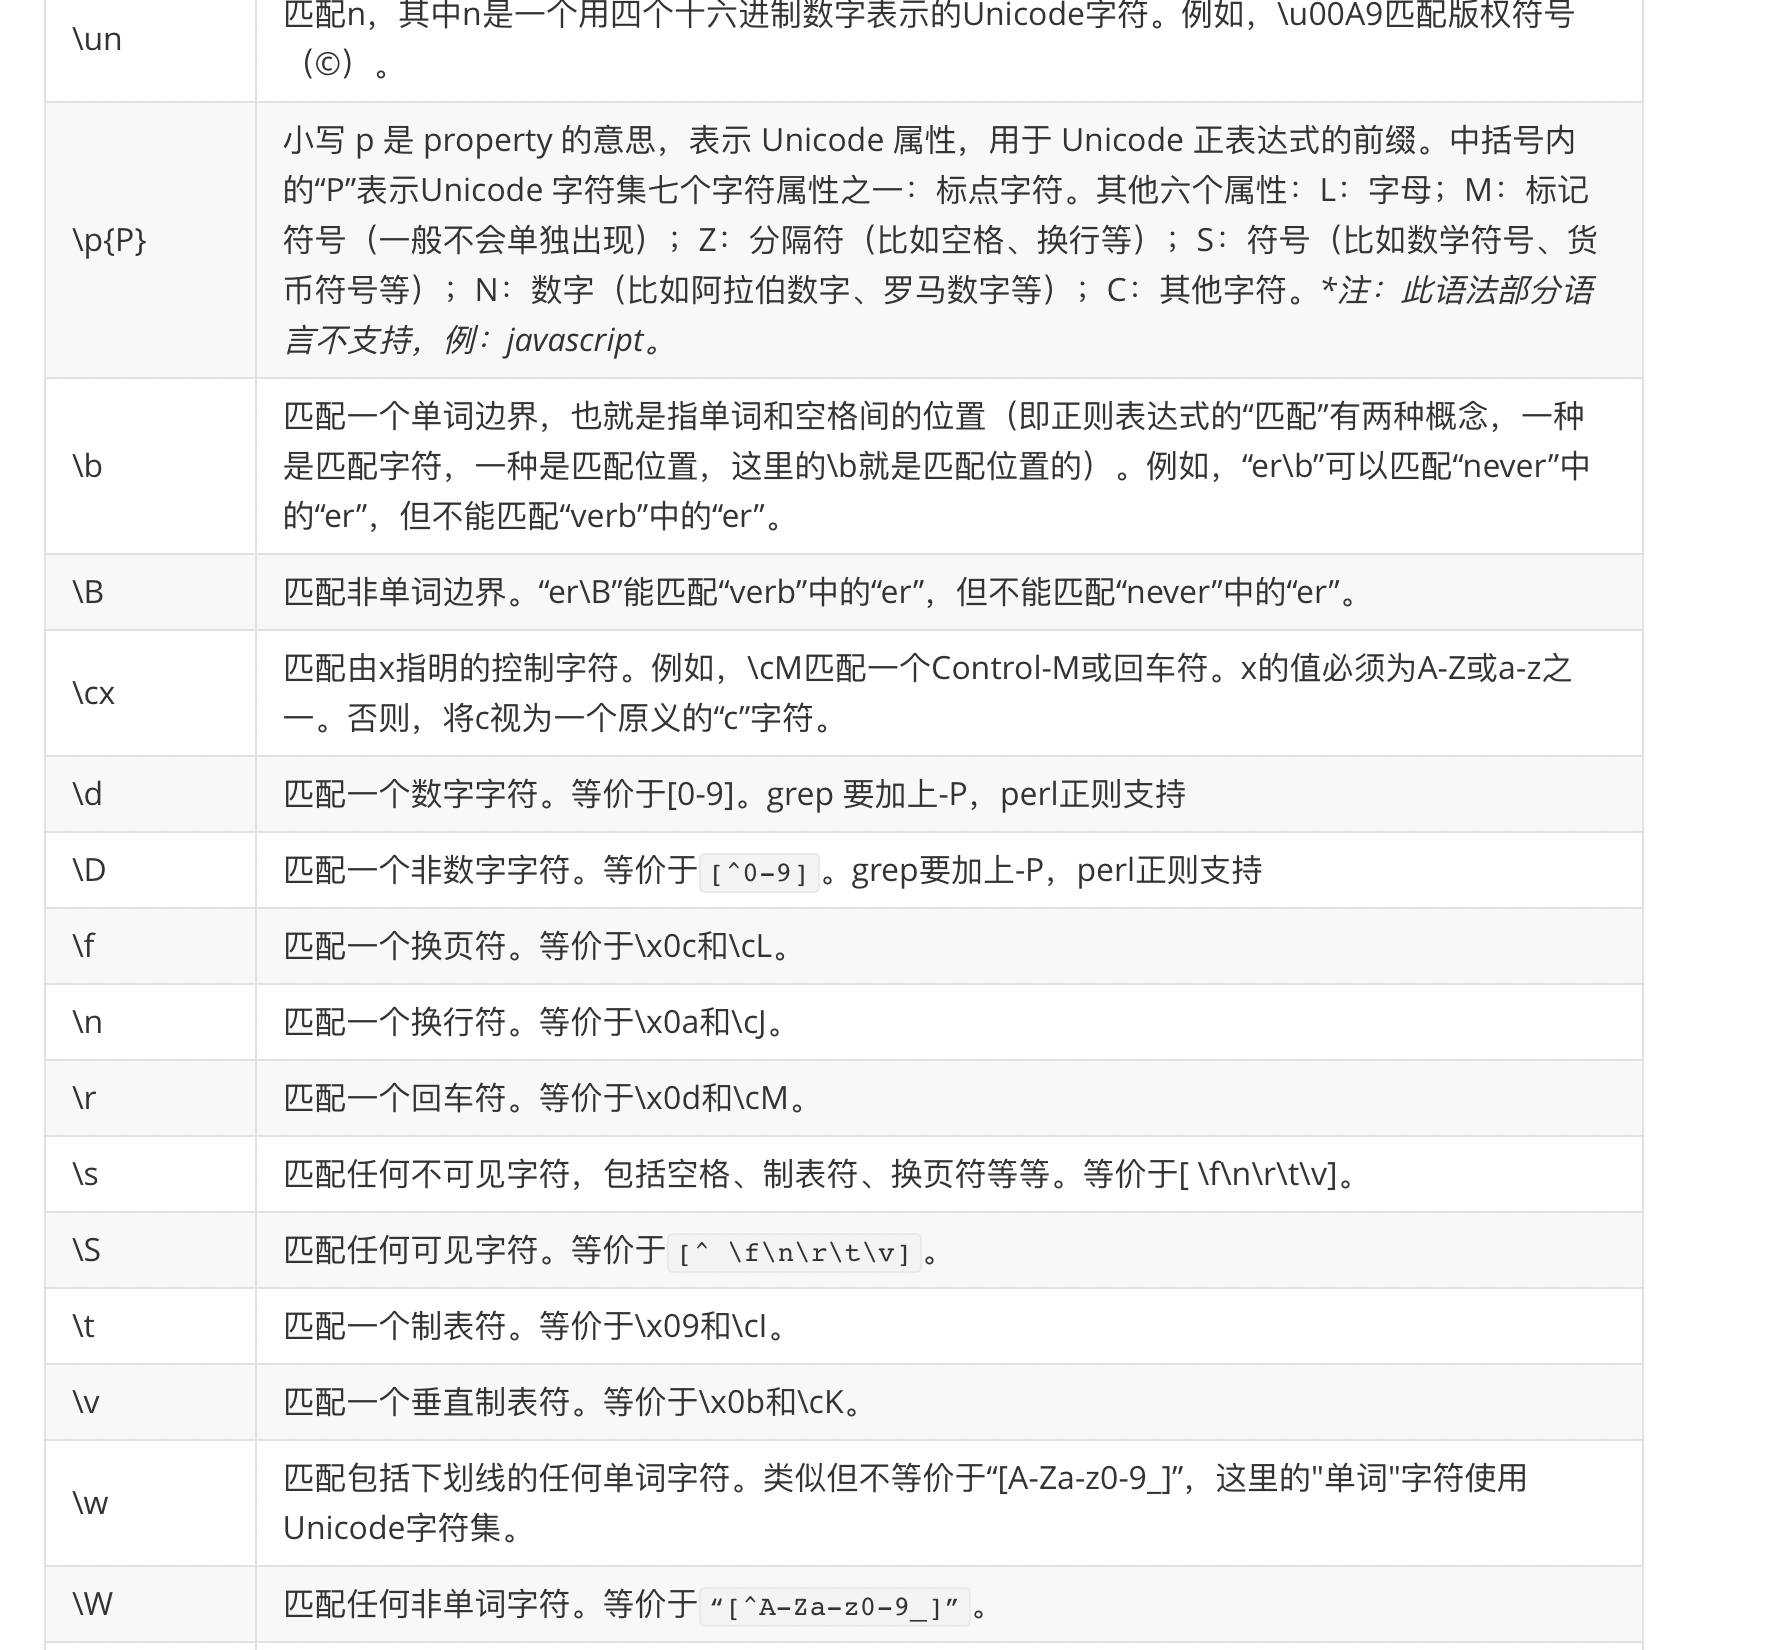 \un
匹配n，其中n是一个用四个十六进制数字表示的Unicode字符。例如，\u00A9匹配版权符号
（©）。
\p{P}
小写 p 是 property 的意思，表示 Unicode 属性，用于 Unicode 正表达式的前缀。中括号内
的“P”表示Unicode 字符集七个字符属性之一：标点字符。其他六个属性：L：字母；M：标记
符号（一般不会单独出现）；Z：分隔符（比如空格、换行等）；S：符号（比如数学符号、货
币符号等）；N：数字（比如阿拉伯数字、罗马数字等）；C：其他字符。*注：此语法部分语
言不支持，例：javascript。
\b
匹配一个单词边界，也就是指单词和空格间的位置（即正则表达式的“匹配”有两种概念，一种
是匹配字符，一种是匹配位置，这里的\b就是匹配位置的）。例如，“er\b”可以匹配“never”中
的“er”，但不能匹配“verb”中的“er”。
\B
匹配非单词边界。“er\B”能匹配“verb”中的“er”，但不能匹配“never”中的“er”。
\cx
匹配由x指明的控制字符。例如，\cM匹配一个Control-M或回车符。x的值必须为A-Z或a-z之
一。否则，将c视为一个原义的“c”字符。
\d
匹配一个数字字符。等价于[0-9]。grep 要加上-P，perl正则支持
\D
匹配一个非数字字符。等价于[^0-9]。grep要加上-P，perl正则支持
\f
匹配一个换页符。等价于\x0c和\cL。
\n
匹配一个换行符。等价于\x0a和\cJ。
\r
匹配一个回车符。等价于\x0d和\cM。
\s
匹配任何不可见字符，包括空格、制表符、换页符等等。等价于[ \f\n\r\t\v]。
\S
匹配任何可见字符。等价于[^ \f\n\r\t\v]。
\t
匹配一个制表符。等价于\x09和\cI。
\v
匹配一个垂直制表符。等价于\x0b和\cK。
\w
匹配包括下划线的任何单词字符。类似但不等价于“[A-Za-z0-9_]”，这里的"单词"字符使用
Unicode字符集。
\W
匹配任何非单词字符。等价于“[^A-Za-z0-9_]”。